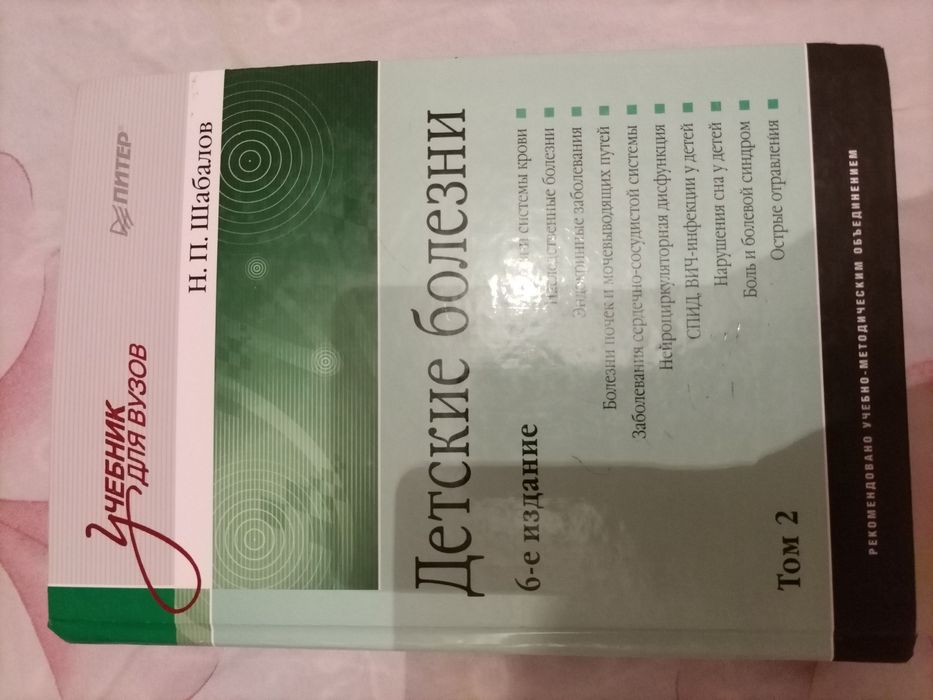 УЧЕБНИК
ДЛЯ ВУЗОВ
ПИТЕР®
Н. П. Шабалов
Детские болезни
6-е издание
системы крови
Наследственные болезни
Эндокринные заболевания
Болезни почек и мочевыводящих путей
Заболевания сердечно-сосудистой системы
Нейроциркуляторная дисфункция
СПИД, ВИЧ-инфекции у детей
Нарушения сна у детей
Боль и болевой синдром
Острые отравления
Том 2
РЕКОМЕНДОВАНО УЧЕБНО-МЕТОДИЧЕСКИМ ОБЪЕДИНЕНИЕМ